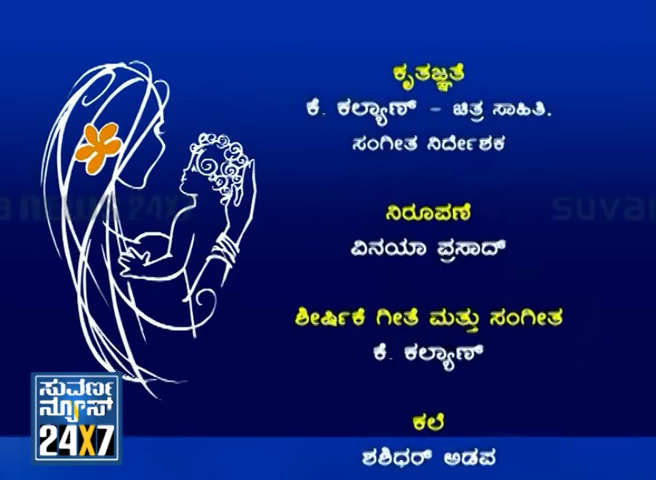 ಕೃತಜ್ಞತೆ
ಕೆ. ಕಲ್ಯಾಣ್ - ಚಿತ್ರ ಸಾಹಿತಿ.
ಸಂಗೀತ ನಿರ್ದೇಶಕ
ನಿರೂಪಣೆ
ವಿನಯಾ ಪ್ರಸಾದ್
ಶೀರ್ಷಿಕೆ ಗೀತೆ ಮತ್ತು ಸಂಗೀತ
ಕೆ. ಕಲ್ಯಾಣ್
ಕಲೆ
ಶಶಿಧರ್ ಅಡಪ
ಸುವರ್ಣ
ನ್ಯೂಸ್
24X7